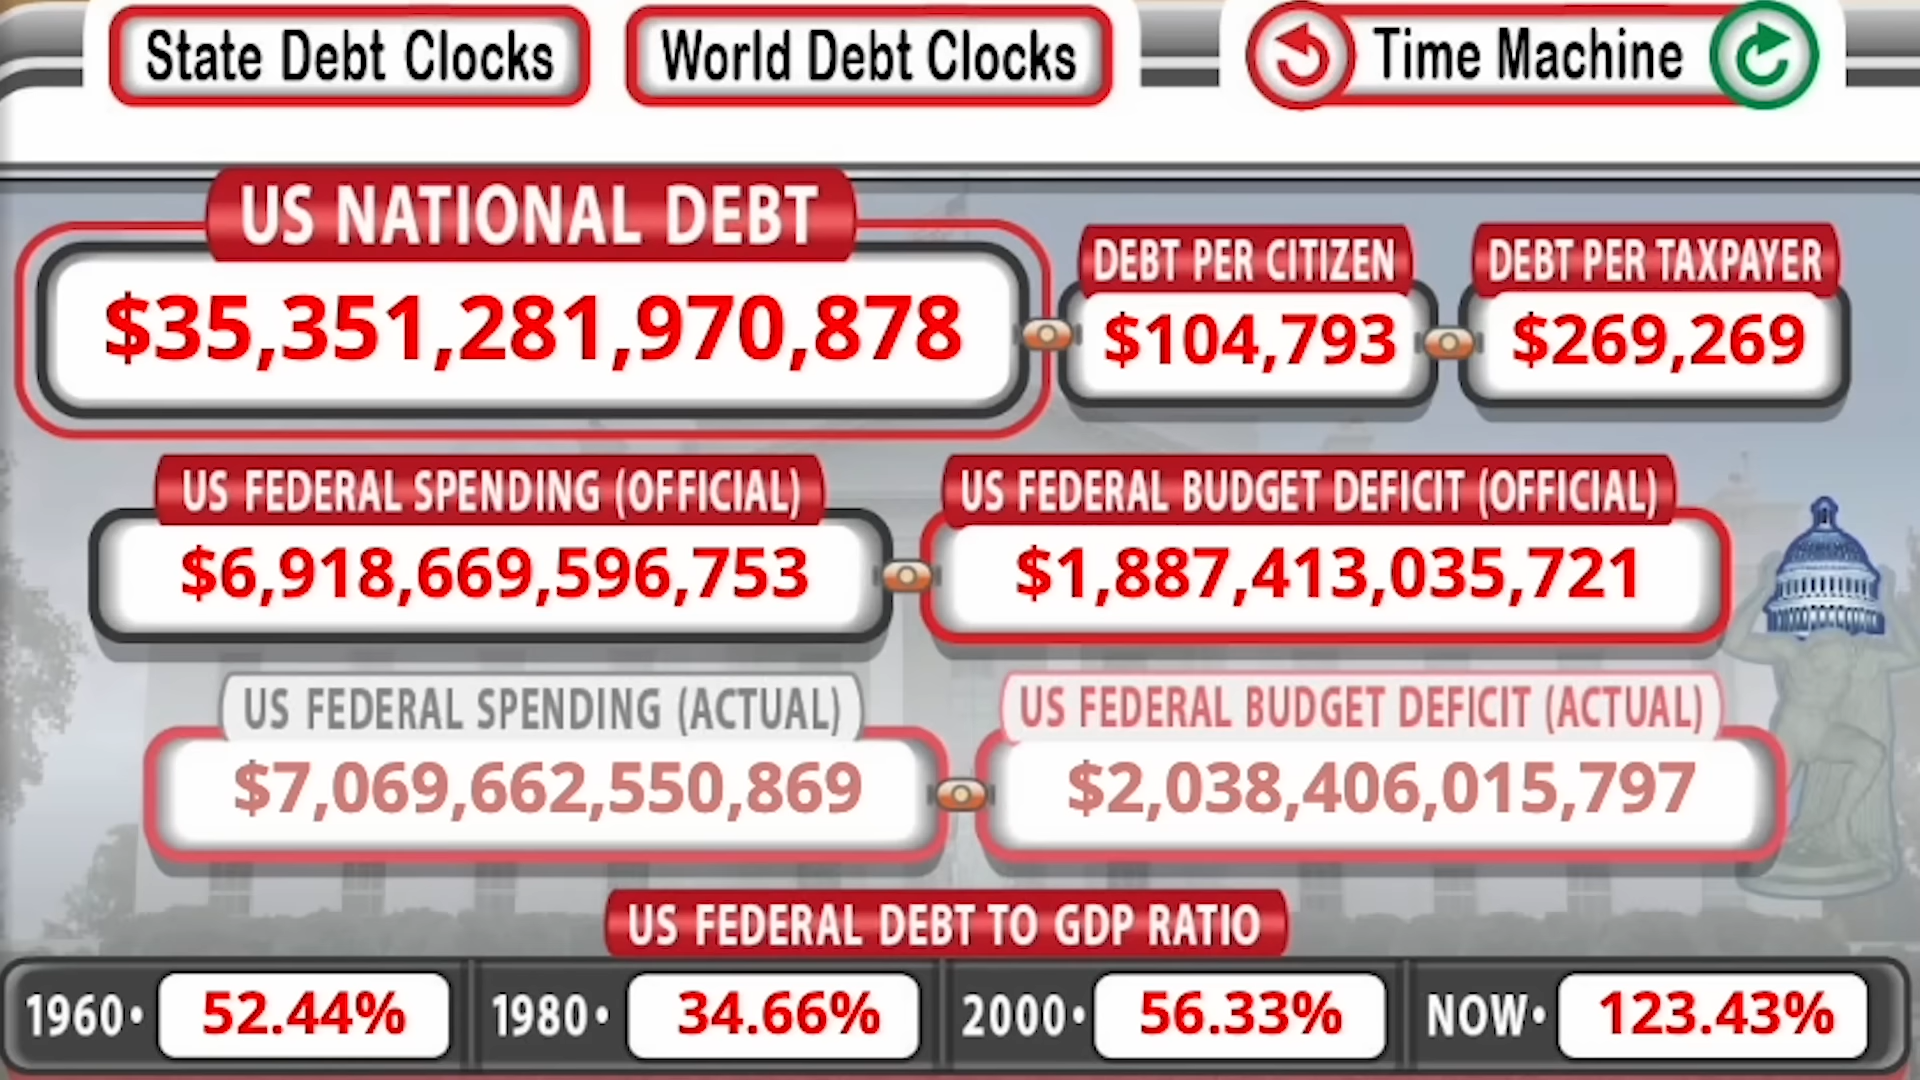 State Debt Clocks
World Debt Clocks
Time Machine
US NATIONAL DEBT
$35,351,281,970,878
DEBT PER CITIZEN
$104,793
DEBT PER TAXPAYER
$269,269
US FEDERAL SPENDING (OFFICIAL)
$6,918,669,596,753
US FEDERAL BUDGET DEFICIT (OFFICIAL)
$1,887,413,035,721
US FEDERAL SPENDING (ACTUAL)
$7,069,662,550,869
US FEDERAL BUDGET DEFICIT (ACTUAL)
$2,038,406,015,797
US FEDERAL DEBT TO GDP RATIO
1960• 52.44%
1980• 34.66%
2000• 56.33%
NOW• 123.43%